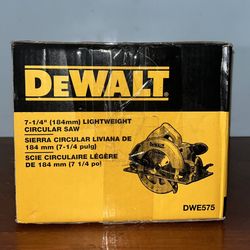 DEWALT
7-1/4" (184mm) LIGHTWEIGHT
CIRCULAR SAW
SIERRA CIRCULAR LIVIANA DE
184 mm (7-1/4 pulg)
SCIE CIRCULAIRE LÉGÈRE
DE 184 mm (7 1/4 po)
DEWALT
DWE575